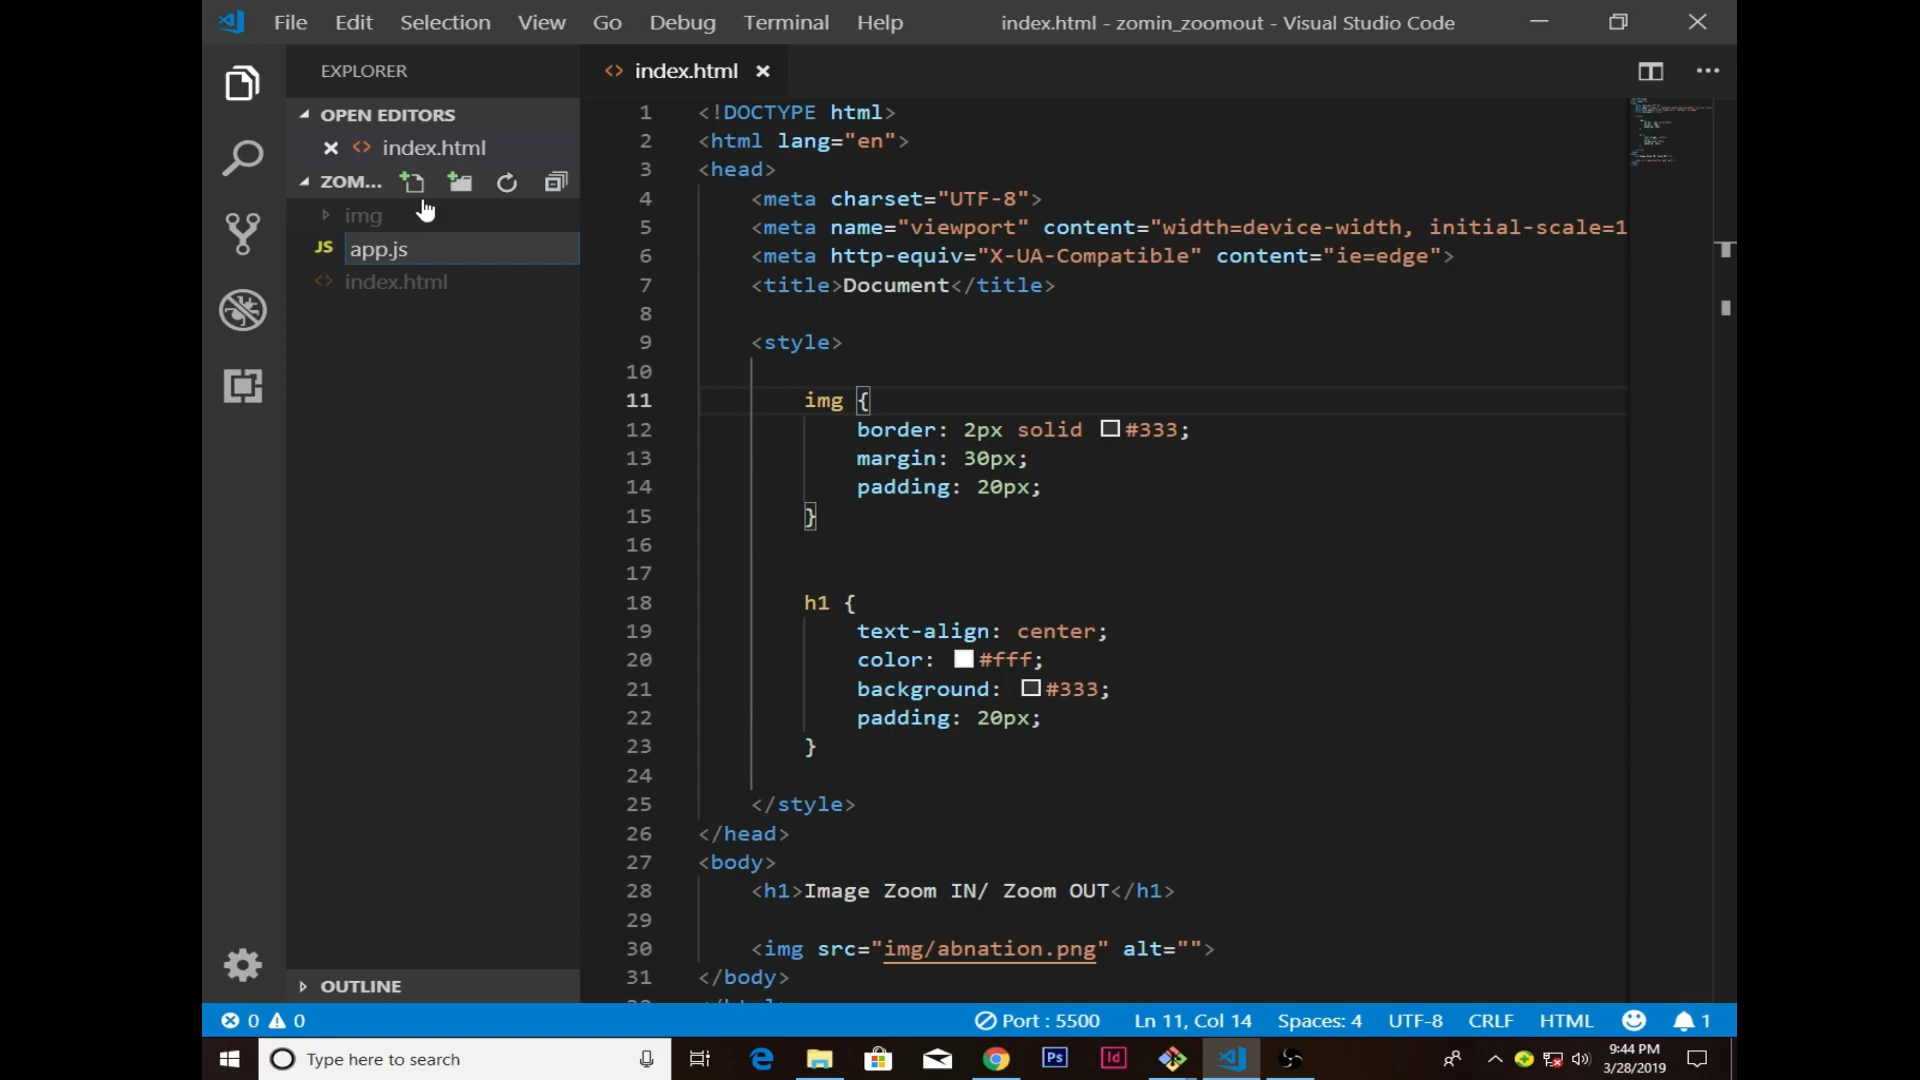 File Edit Selection View Go Debug Terminal Help index.html - zomin_zoomout - Visual Studio Code
EXPLORER
index.html
OPEN EDITORS
index.html
ZOM...
img
JS app.js
index.html
OUTLINE
1 <!DOCTYPE html>
2 <html lang="en">
3 <head>
4 <meta charset="UTF-8">
5 <meta name="viewport" content="width=device-width, initial-scale=1
6 <meta http-equiv="X-UA-Compatible" content="ie=edge">
7 <title>Document</title>
8
9 <style>
10
11 img {
12 border: 2px solid #333;
13 margin: 30px;
14 padding: 20px;
15 }
16
17
18 h1 {
19 text-align: center;
20 color: #fff;
21 background: #333;
22 padding: 20px;
23 }
24
25 </style>
26 </head>
27 <body>
28 <h1>Image Zoom IN/ Zoom OUT</h1>
29
30 <img src="img/abnation.png" alt="">
31 </body>
0 0 Port : 5500 Ln 11, Col 14 Spaces: 4 UTF-8 CRLF HTML 1
Type here to search Ps Id 9:44 PM
3/28/2019